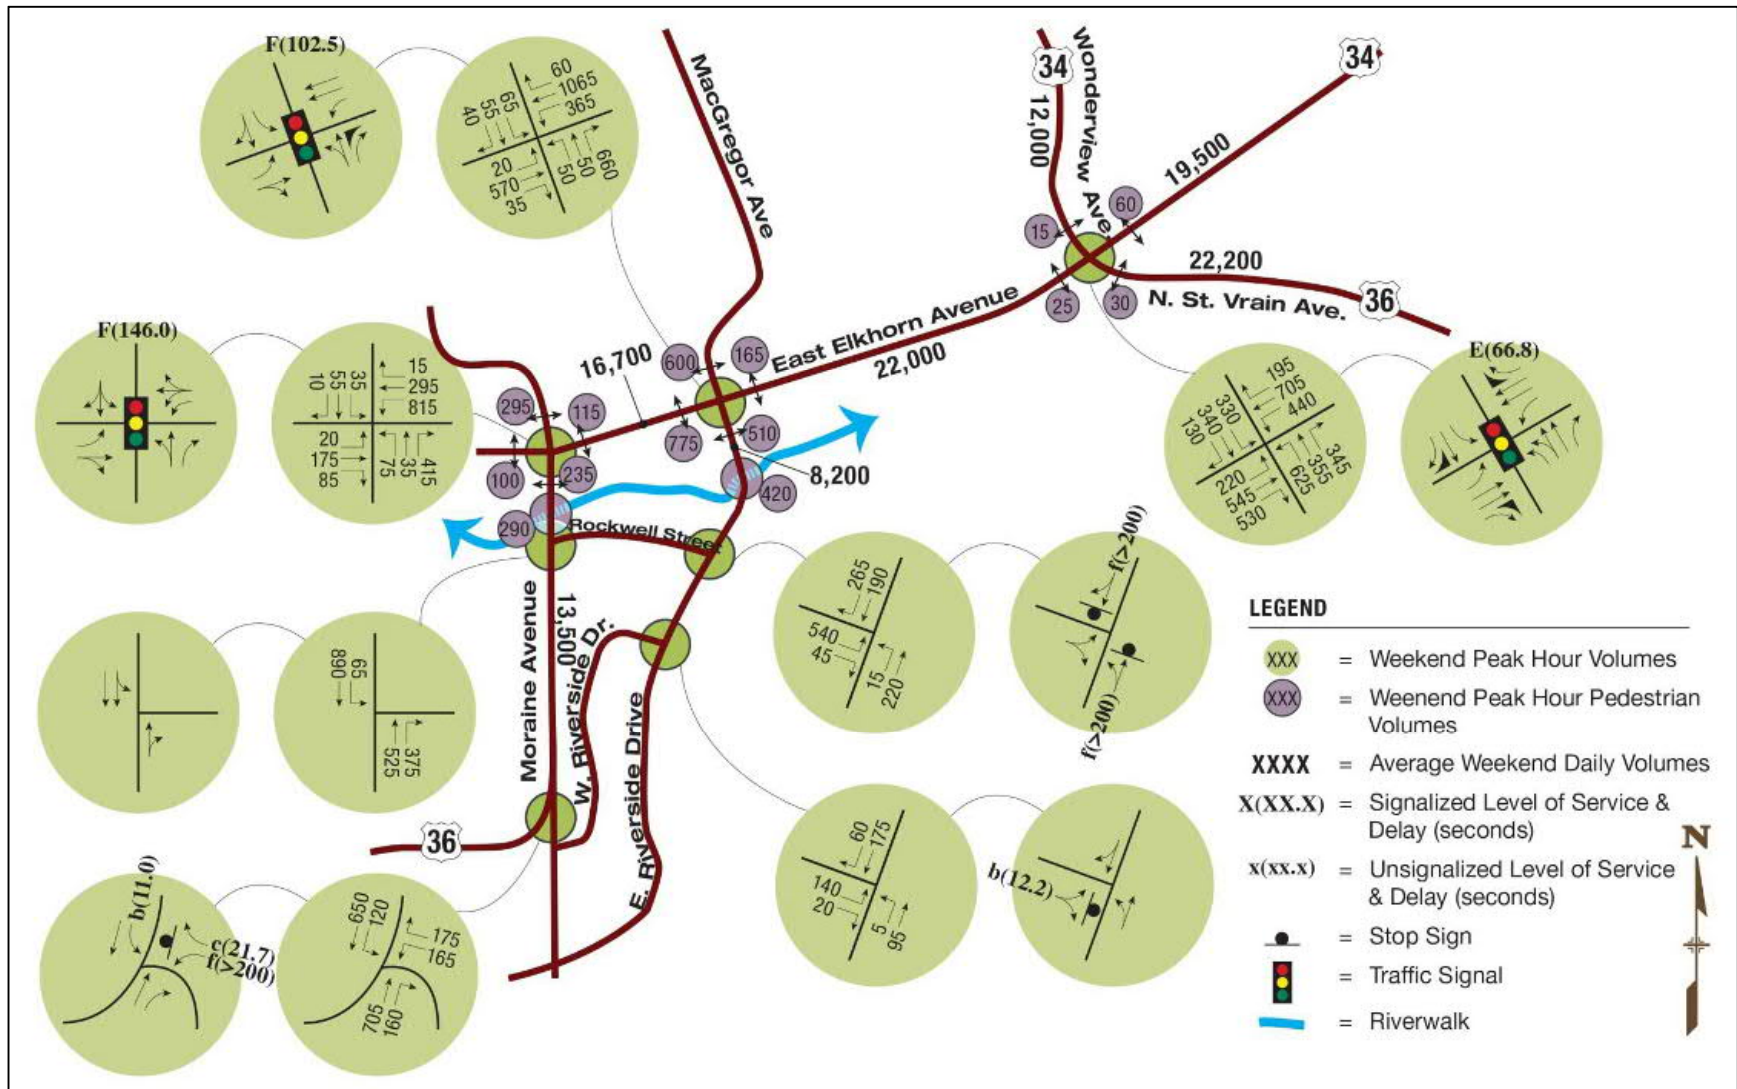 F(102.5)
60
1065
365
65
55
40
20
570
35
50
50
660
MacGregor Ave
34
12,000
Wonderview Ave.
34
19,500
60
15
25
30
22,200
N. St. Vrain Ave.
36
East Elkhorn Avenue
22,000
16,700
600
165
775
510
8,200
420
F(146.0)
15
295
815
35
55
10
20
175
85
75
35
415
295
115
100
235
290
Rockwell Street
E(66.8)
195
705
440
330
340
130
220
545
530
625
355
345
65
890
525
375
Moraine Avenue
13,500
W. Riverside Dr.
E. Riverside Drive
36
265
190
540
45
15
220
f(>200)
f(>200)
60
175
140
20
5
95
b(12.2)
b(11.0)
c(21.7)
f(>200)
650
120
175
165
705
160
LEGEND
XXX = Weekend Peak Hour Volumes
XXX = Weenend Peak Hour Pedestrian
Volumes
XXXX = Average Weekend Daily Volumes
X(XX.X) = Signalized Level of Service &
Delay (seconds)
x(xx.x) = Unsignalized Level of Service
& Delay (seconds)
= Stop Sign
= Traffic Signal
= Riverwalk
N